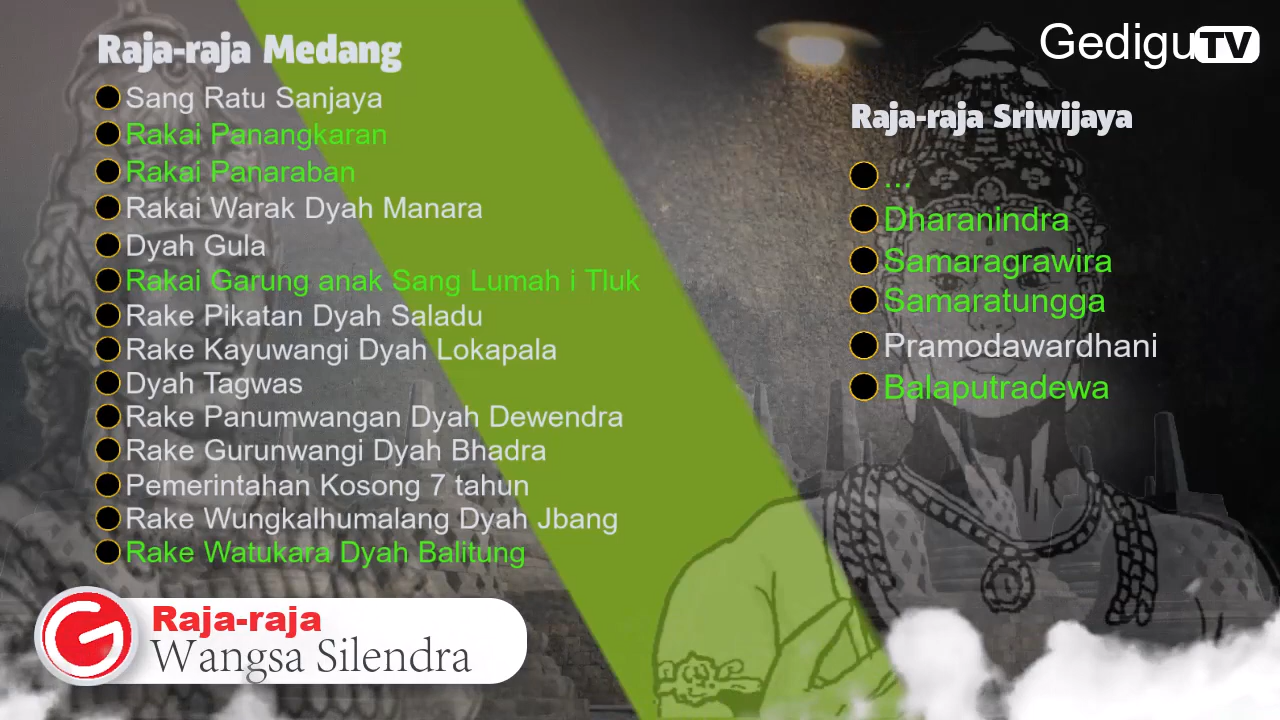 Raja-raja Medang
Sang Ratu Sanjaya
Rakai Panangkaran
Rakai Panaraban
Rakai Warak Dyah Manara
Dyah Gula
Rakai Garung anak Sang Lumah i Tluk
Rake Pikatan Dyah Saladu
Rake Kayuwangi Dyah Lokapala
Dyah Tagwas
Rake Panumwangan Dyah Dewendra
Rake Gurunwangi Dyah Bhadra
Pemerintahan Kosong 7 tahun
Rake Wungkalhumalang Dyah Jbang
Rake Watukara Dyah Balitung
Gedigu TV
Raja-raja Sriwijaya
...
Dharanindra
Samaragrawira
Samaratungga
Pramodawardhani
Balaputradewa
G
Raja-raja
Wangsa Silendra